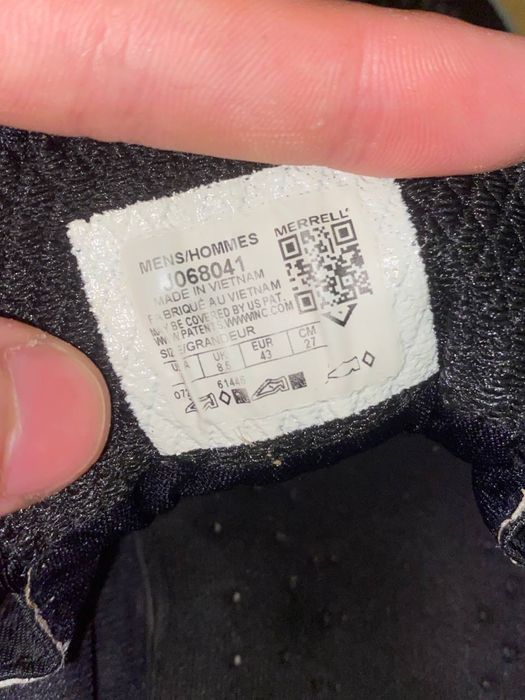 MERRELL
MENS/HOMMES
J068041
MADE IN VIETNAM
FABRIQUÉ AU VIETNAM
MAY BE COVERED BY US PAT.
WWW.PATENTS.WWWINC.COM
SIZE/GRANDEUR
UK EUR CM
8.5 43 27
61446